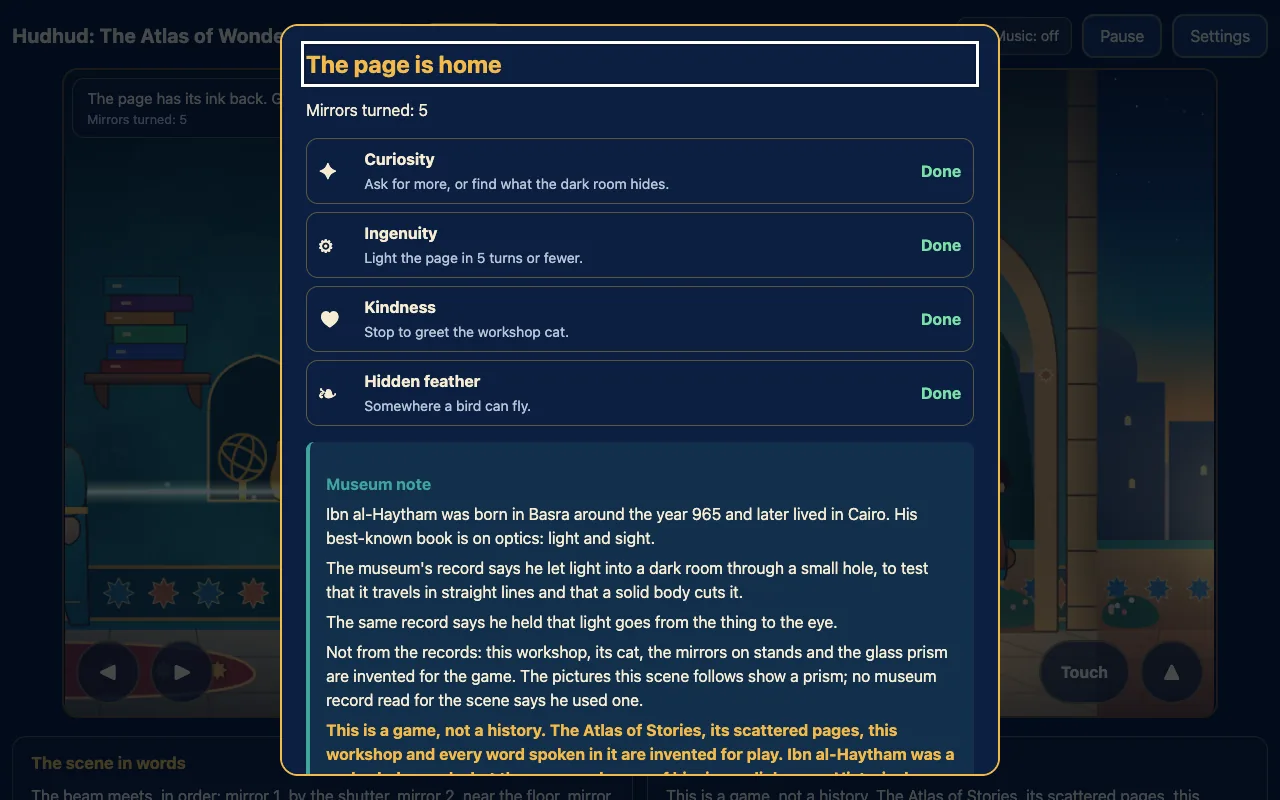 Hudhud: The Atlas of Wonde
Music: off
Pause
Settings
The page has its ink back. G
Mirrors turned: 5
The page is home
Mirrors turned: 5
Curiosity
Ask for more, or find what the dark room hides.
Done
Ingenuity
Light the page in 5 turns or fewer.
Done
Kindness
Stop to greet the workshop cat.
Done
Hidden feather
Somewhere a bird can fly.
Done
Museum note
Ibn al-Haytham was born in Basra around the year 965 and later lived in Cairo. His
best-known book is on optics: light and sight.
The museum's record says he let light into a dark room through a small hole, to test
that it travels in straight lines and that a solid body cuts it.
The same record says he held that light goes from the thing to the eye.
Not from the records: this workshop, its cat, the mirrors on stands and the glass prism
are invented for the game. The pictures this scene follows show a prism; no museum
record read for the scene says he used one.
This is a game, not a history. The Atlas of Stories, its scattered pages, this
workshop and every word spoken in it are invented for play. Ibn al-Haytham was a
Touch
The scene in words
The beam meets, in order: mirror 1, by the shutter, mirror 2, near the floor, mirror
This is a game, not a history. The Atlas of Stories, its scattered pages, this